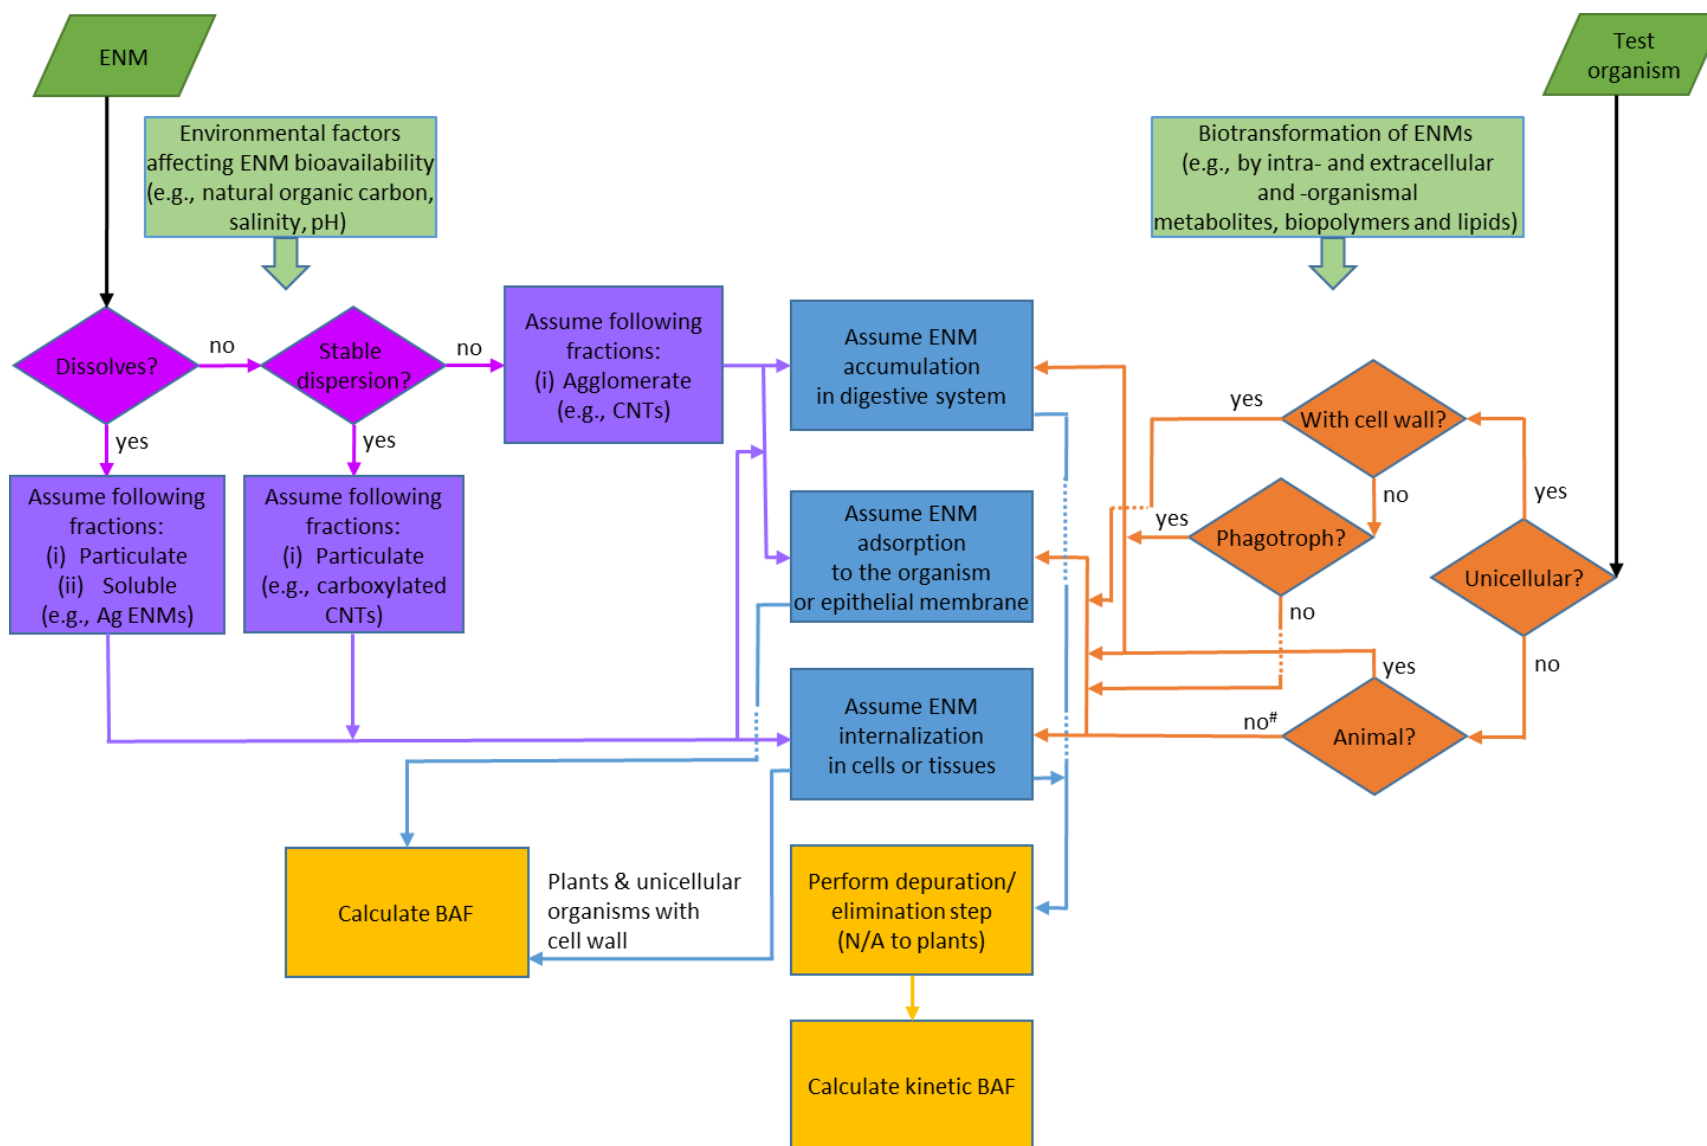 ENM
Test
organism
Environmental factors
affecting ENM bioavailability
(e.g., natural organic carbon,
salinity, pH)
Biotransformation of ENMs
(e.g., by intra- and extracellular
and -organismal
metabolites, biopolymers and lipids)
Dissolves?
no
yes
Stable
dispersion?
no
yes
Assume following
fractions:
(i) Agglomerate
(e.g., CNTs)
Assume following
fractions:
(i) Particulate
(ii) Soluble
(e.g., Ag ENMs)
Assume following
fractions:
(i) Particulate
(e.g., carboxylated
CNTs)
Assume ENM
accumulation
in digestive system
Assume ENM
adsorption
to the organism
or epithelial membrane
Assume ENM
internalization
in cells or tissues
With cell wall?
yes
no
Phagotroph?
yes
no
Unicellular?
yes
no
Animal?
yes
no#
Calculate BAF
Plants & unicellular
organisms with
cell wall
Perform depuration/
elimination step
(N/A to plants)
Calculate kinetic BAF